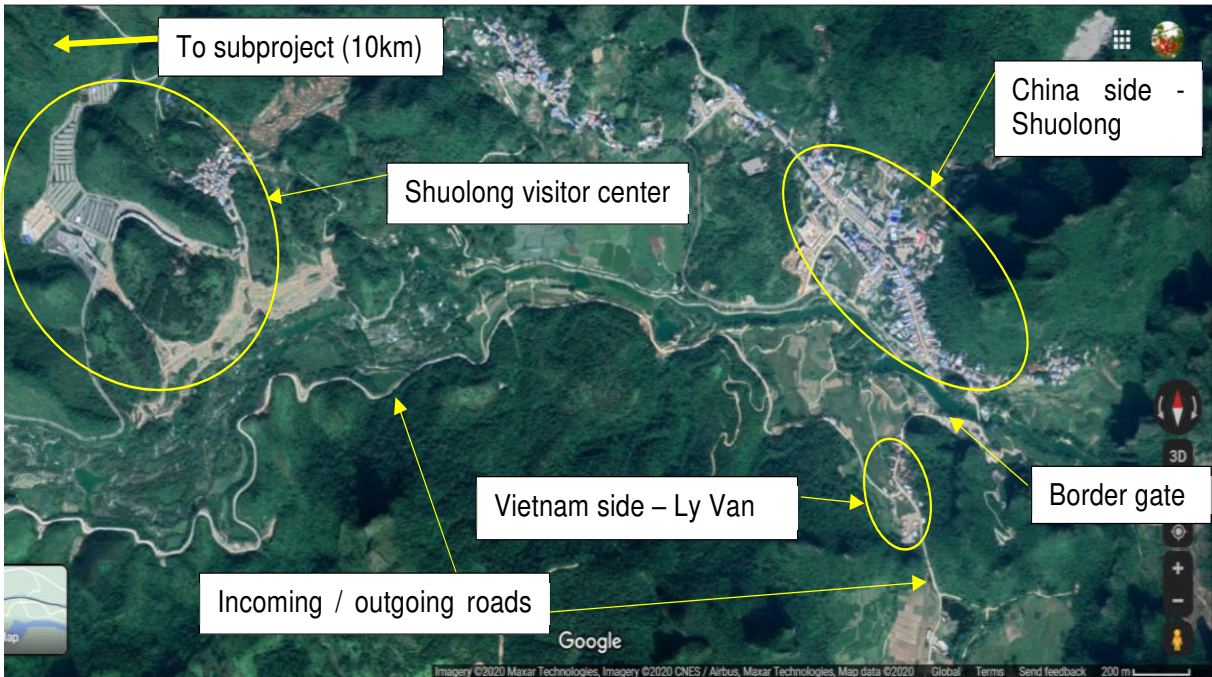 To subproject (10km)
China side -
Shuolong
Shuolong visitor center
Vietnam side – Ly Van
Border gate
Incoming / outgoing roads
3D
+
−
Google
Imagery ©2020 Maxar Technologies, Imagery ©2020 CNES / Airbus, Maxar Technologies, Map data ©2020 Global Terms Send feedback 200 m